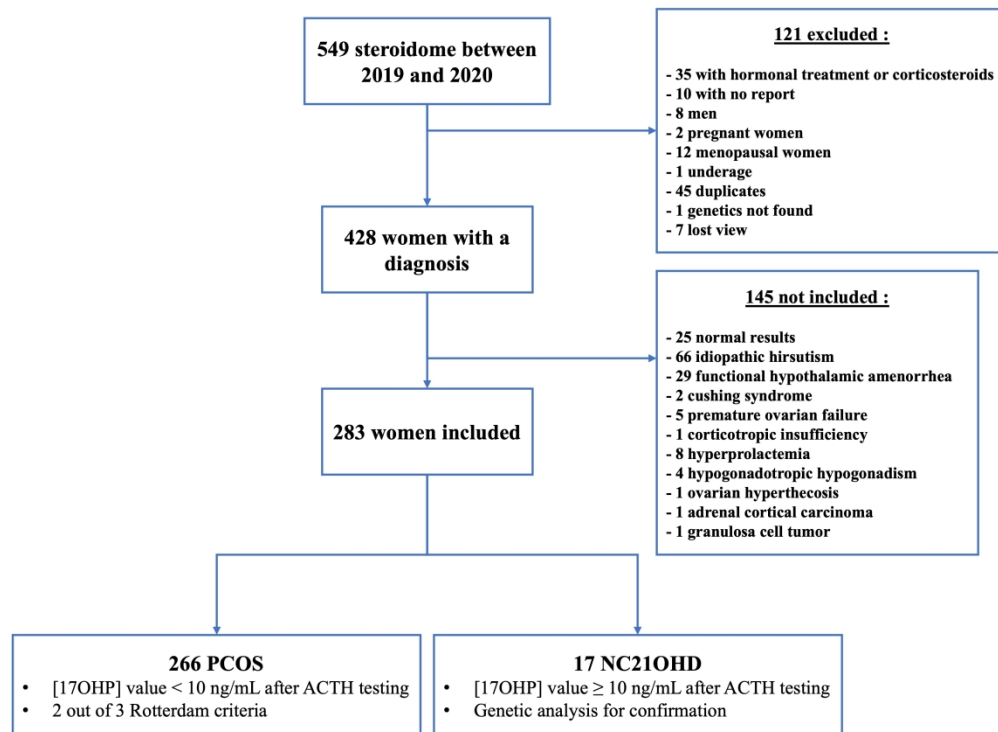 549 steroidome between
2019 and 2020
121 excluded :
- 35 with hormonal treatment or corticosteroids
- 10 with no report
- 8 men
- 2 pregnant women
- 12 menopausal women
- 1 underage
- 45 duplicates
- 1 genetics not found
- 7 lost view
428 women with a
diagnosis
145 not included :
- 25 normal results
- 66 idiopathic hirsutism
- 29 functional hypothalamic amenorrhea
- 2 cushing syndrome
- 5 premature ovarian failure
- 1 corticotropic insufficiency
- 8 hyperprolactemia
- 4 hypogonadotropic hypogonadism
- 1 ovarian hyperthecosis
- 1 adrenal cortical carcinoma
- 1 granulosa cell tumor
283 women included
266 PCOS
• [17OHP] value < 10 ng/mL after ACTH testing
• 2 out of 3 Rotterdam criteria
17 NC21OHD
• [17OHP] value ≥ 10 ng/mL after ACTH testing
• Genetic analysis for confirmation